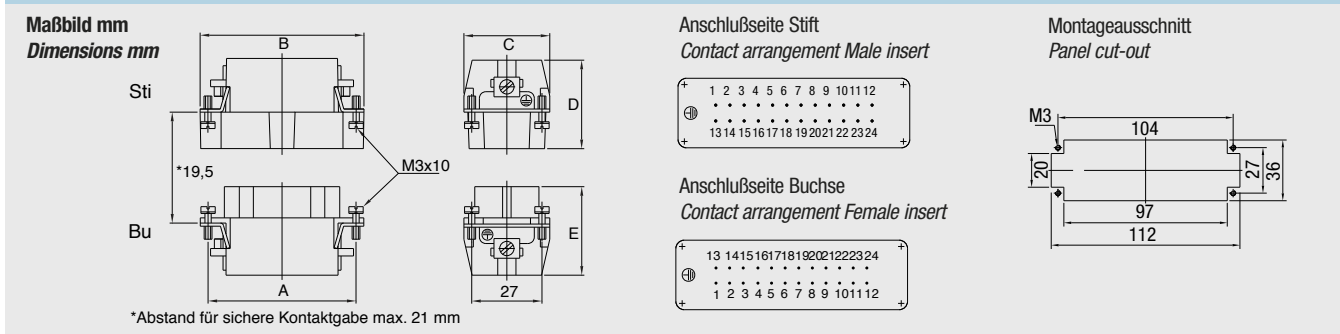 Maßbild mm
Dimensions mm
Sti
B
C
D
*19,5
M3x10
Bu
E
A
27
*Abstand für sichere Kontaktgabe max. 21 mm
Anschlußseite Stift
Contact arrangement Male insert
1 2 3 4 5 6 7 8 9 10 11 12
13 14 15 16 17 18 19 20 21 22 23 24
Anschlußseite Buchse
Contact arrangement Female insert
13 14 15 16 17 18 19 20 21 22 23 24
1 2 3 4 5 6 7 8 9 10 11 12
Montageausschnitt
Panel cut-out
M3
104
20
27
36
97
112